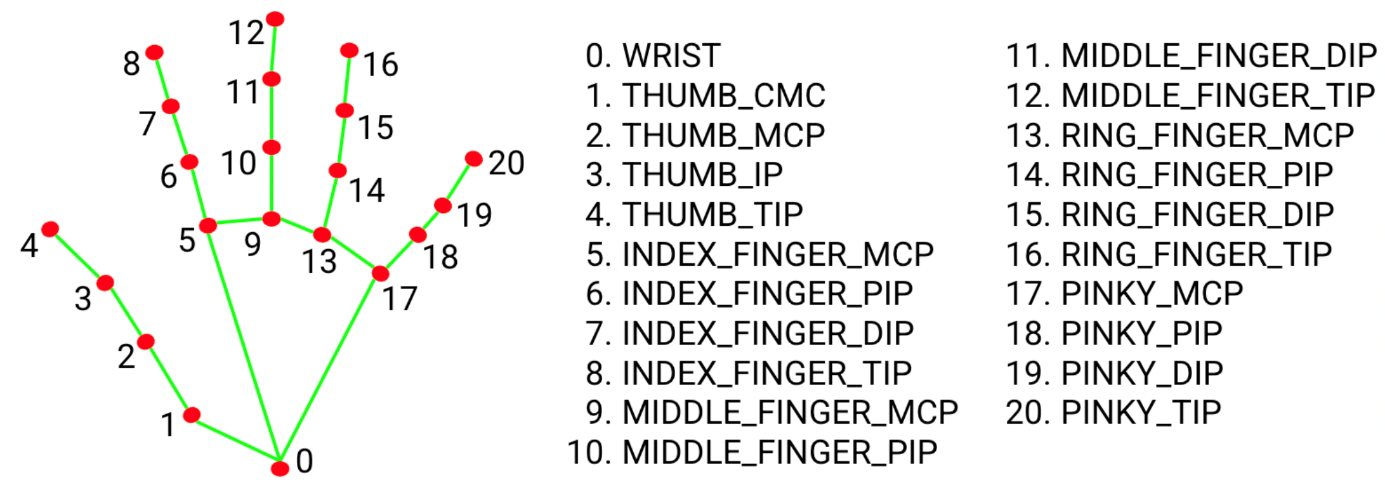 12
8
16
11
7
15
10
20
6
14
19
4
5
9
18
13
3
17
2
1
0
0. WRIST
1. THUMB_CMC
2. THUMB_MCP
3. THUMB_IP
4. THUMB_TIP
5. INDEX_FINGER_MCP
6. INDEX_FINGER_PIP
7. INDEX_FINGER_DIP
8. INDEX_FINGER_TIP
9. MIDDLE_FINGER_MCP
10. MIDDLE_FINGER_PIP
11. MIDDLE_FINGER_DIP
12. MIDDLE_FINGER_TIP
13. RING_FINGER_MCP
14. RING_FINGER_PIP
15. RING_FINGER_DIP
16. RING_FINGER_TIP
17. PINKY_MCP
18. PINKY_PIP
19. PINKY_DIP
20. PINKY_TIP